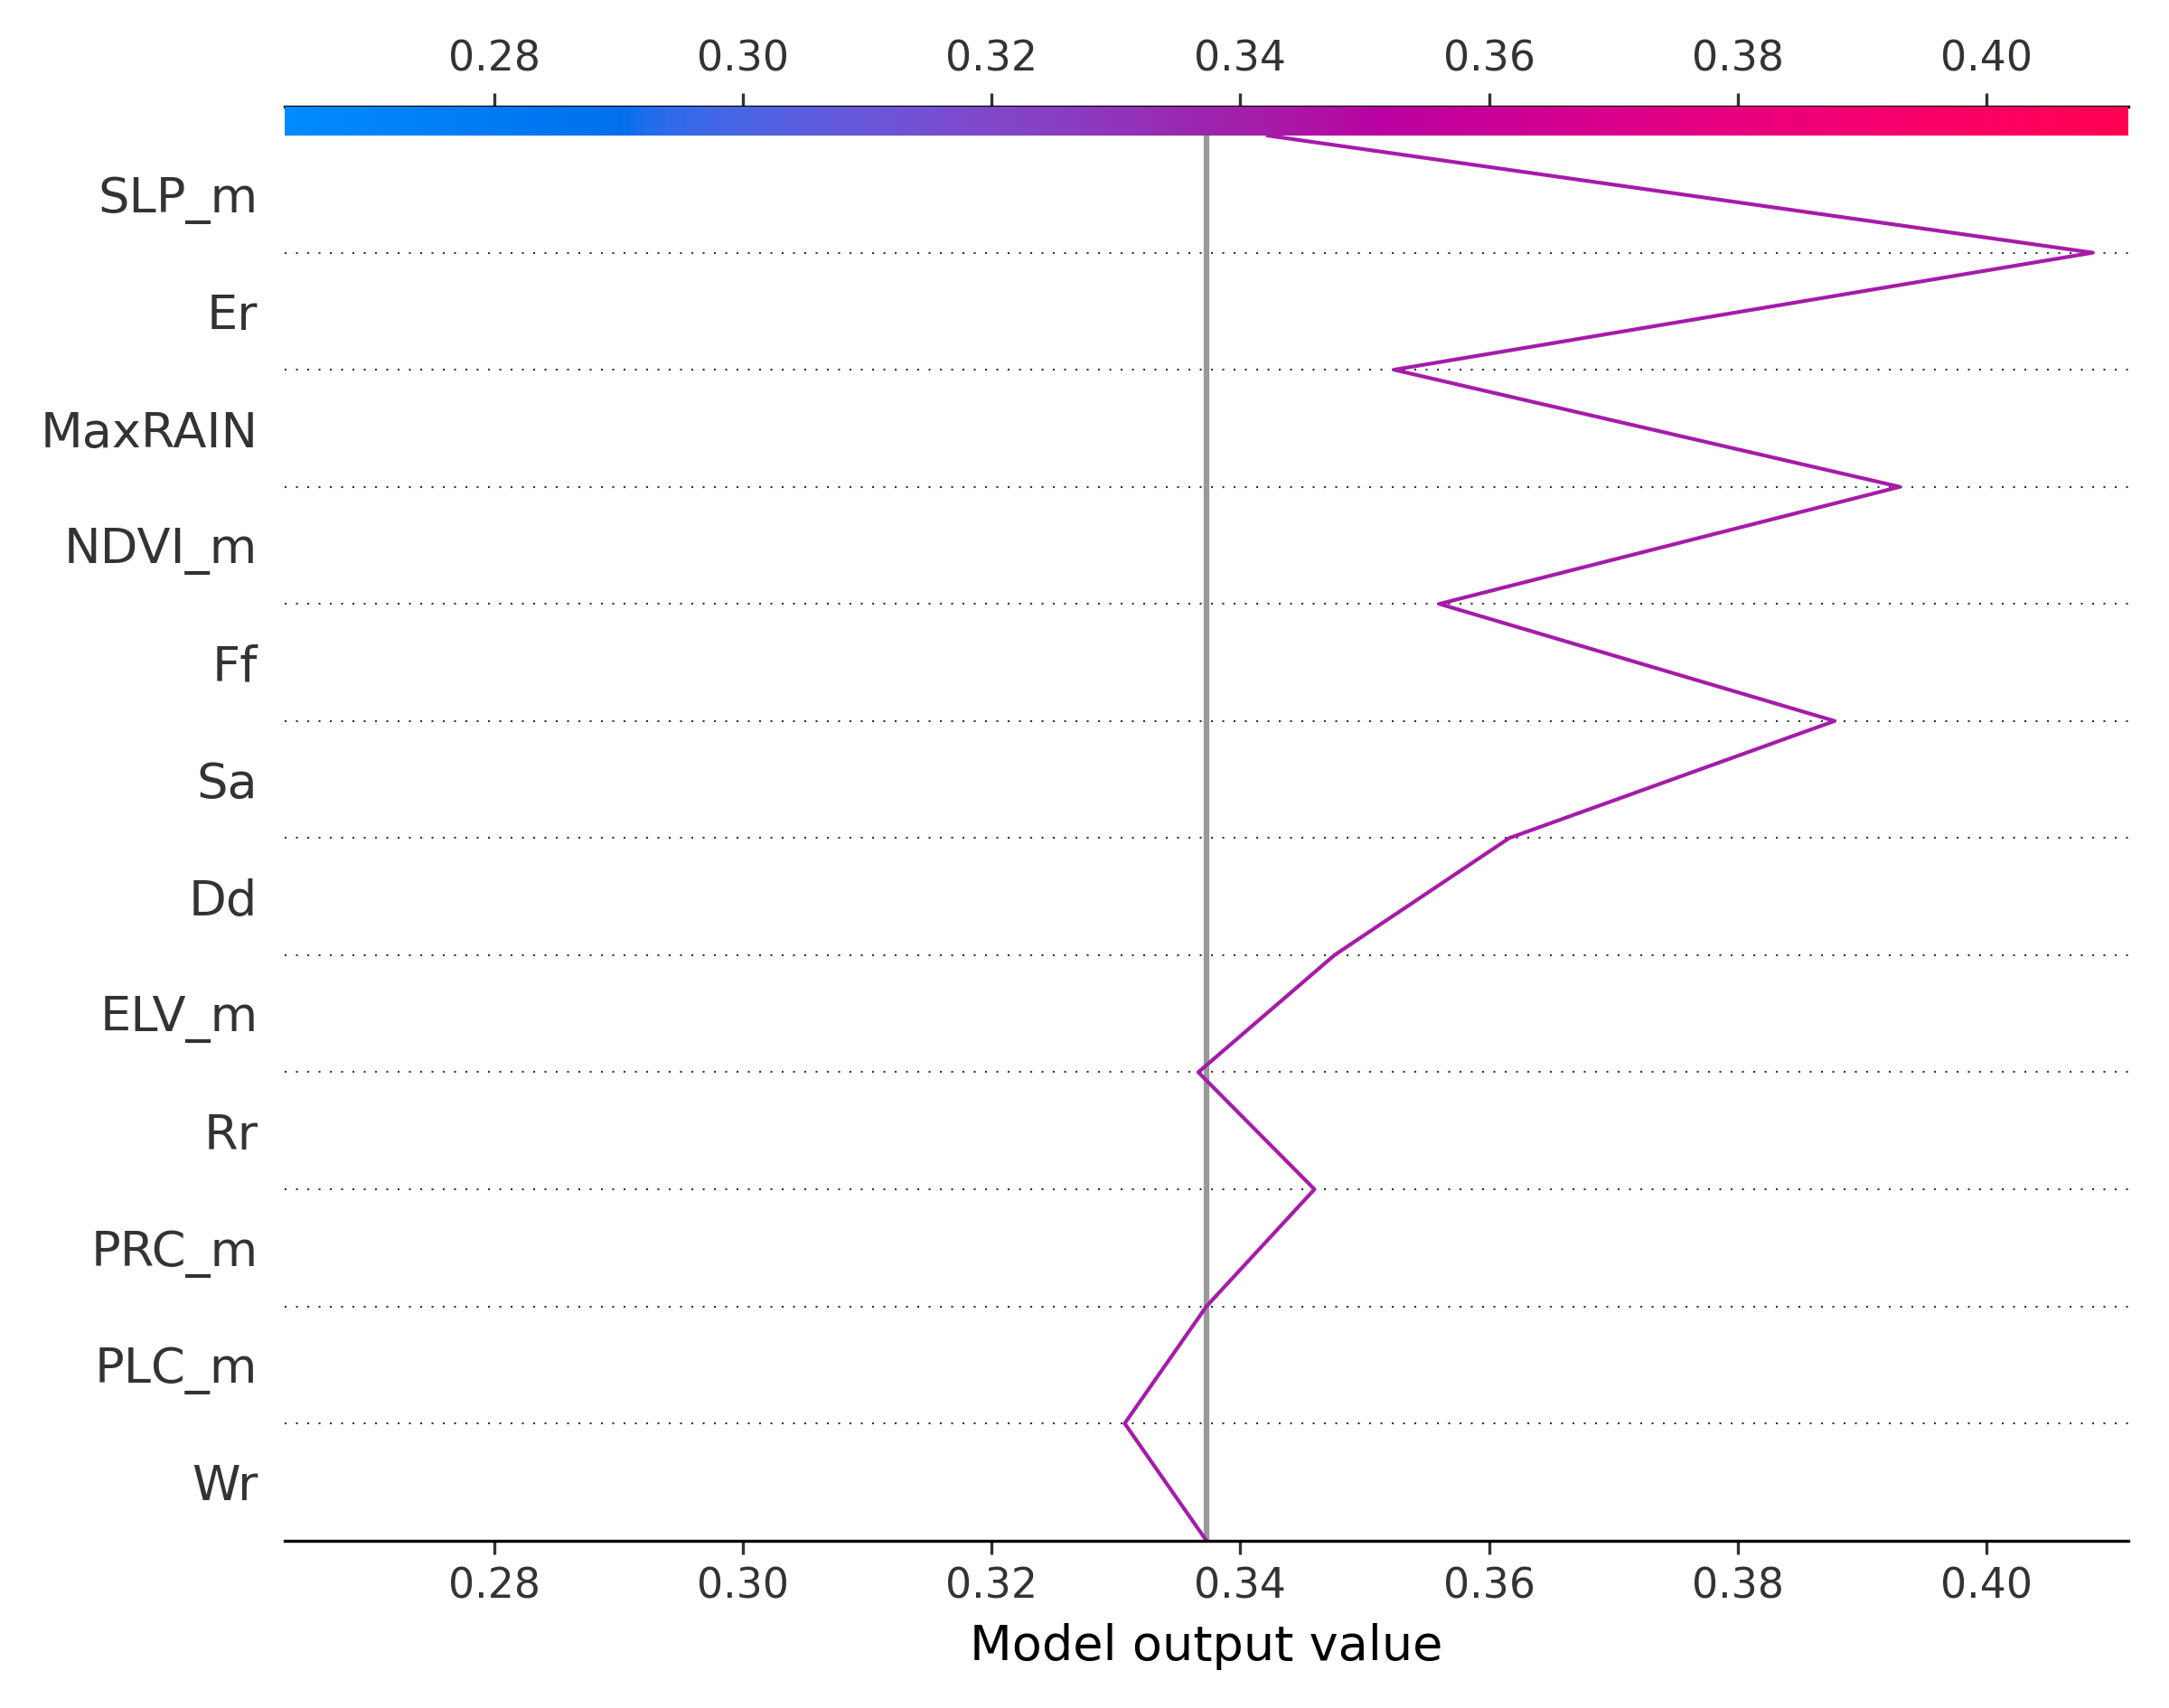 0.28 0.30 0.32 0.34 0.36 0.38 0.40
SLP_m
Er
MaxRAIN
NDVI_m
Ff
Sa
Dd
ELV_m
Rr
PRC_m
PLC_m
Wr
0.28 0.30 0.32 0.34 0.36 0.38 0.40
Model output value